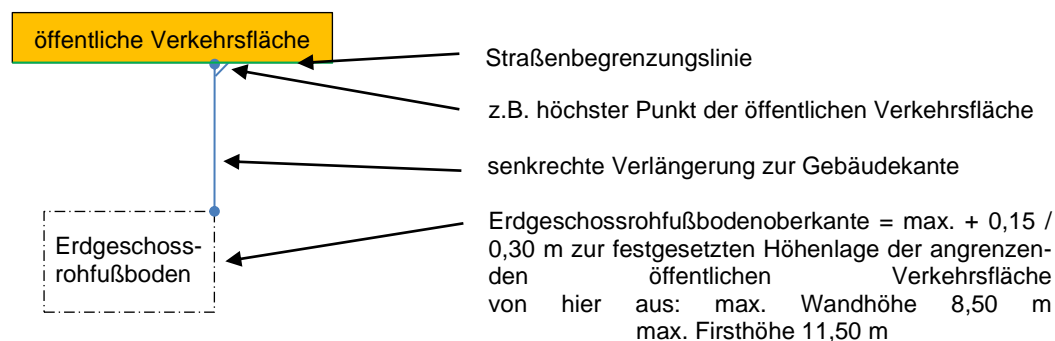 öffentliche Verkehrsfläche
Straßenbegrenzungslinie
z.B. höchster Punkt der öffentlichen Verkehrsfläche
senkrechte Verlängerung zur Gebäudekante
Erdgeschoss-
rohfußboden
Erdgeschossrohfußbodenoberkante = max. + 0,15 /
0,30 m zur festgesetzten Höhenlage der angrenzen-
den öffentlichen Verkehrsfläche
von hier aus: max. Wandhöhe 8,50 m
max. Firsthöhe 11,50 m